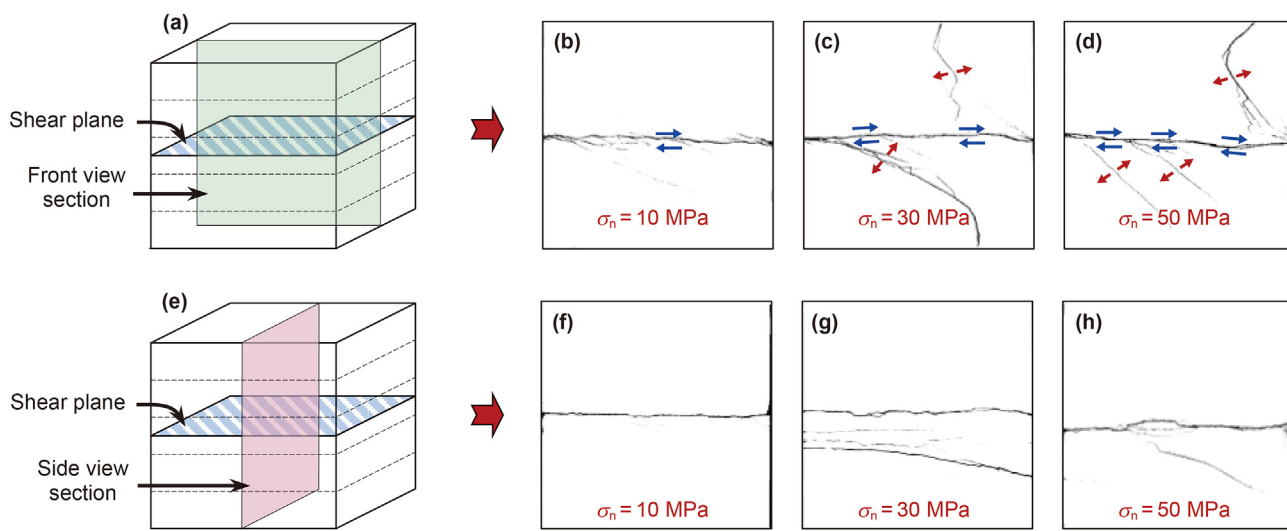 (a)
Shear plane
Front view
section
(b)
σn = 10 MPa
(c)
σn = 30 MPa
(d)
σn = 50 MPa
(e)
Shear plane
Side view
section
(f)
σn = 10 MPa
(g)
σn = 30 MPa
(h)
σn = 50 MPa